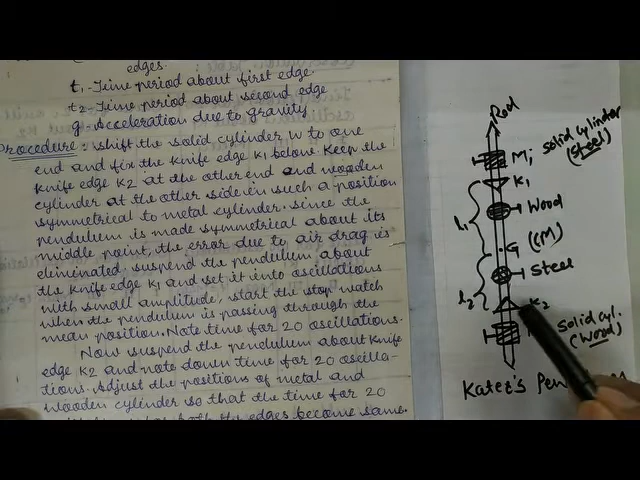 edges.
t₁ - Time period about first edge
t₂ - Time period about second edge
g - Acceleration due to gravity
Procedure: Shift the solid cylinder W to one
end and fix the knife edge K₁ below. Keep the
knife edge K₂ at the other end and wooden
cylinder at the other side in such a position
symmetrical to metal cylinder. Since the
pendulum is made symmetrical about its
middle point, the error due to air drag is
eliminated, suspend the pendulum about
the knife edge K₁ and set it into oscillations
with small amplitude, start the stop watch
when the pendulum is passing through the
mean position. Note time for 20 oscillations.
Now suspend the pendulum about knife
edge K₂ and note down time for 20 oscilla-
tions. Adjust the positions of metal and
wooden cylinder so that the time for 20
both the edges become same.
Rod
M, solid cylinder
(steel)
K₁
Wood
l₁
G (CM)
Steel
l₂
K₂
solid cyl.
(wood)
Kater's Pen